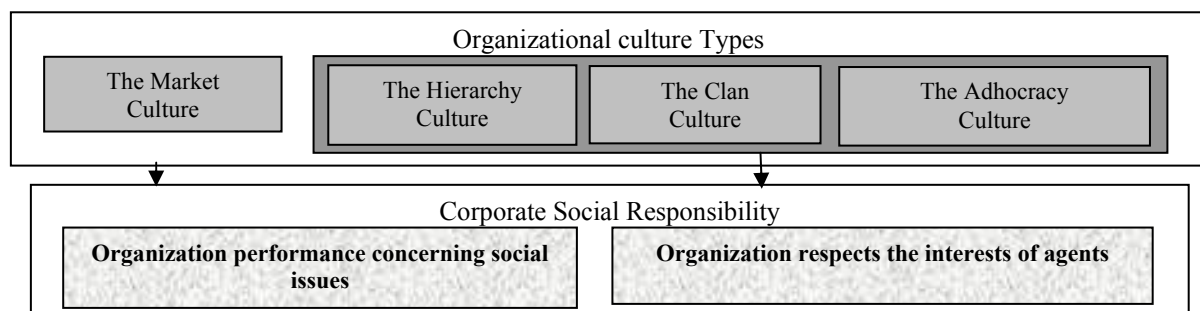 Organizational culture Types
The Market
Culture
The Hierarchy
Culture
The Clan
Culture
The Adhocracy
Culture
Corporate Social Responsibility
Organization performance concerning social
issues
Organization respects the interests of agents